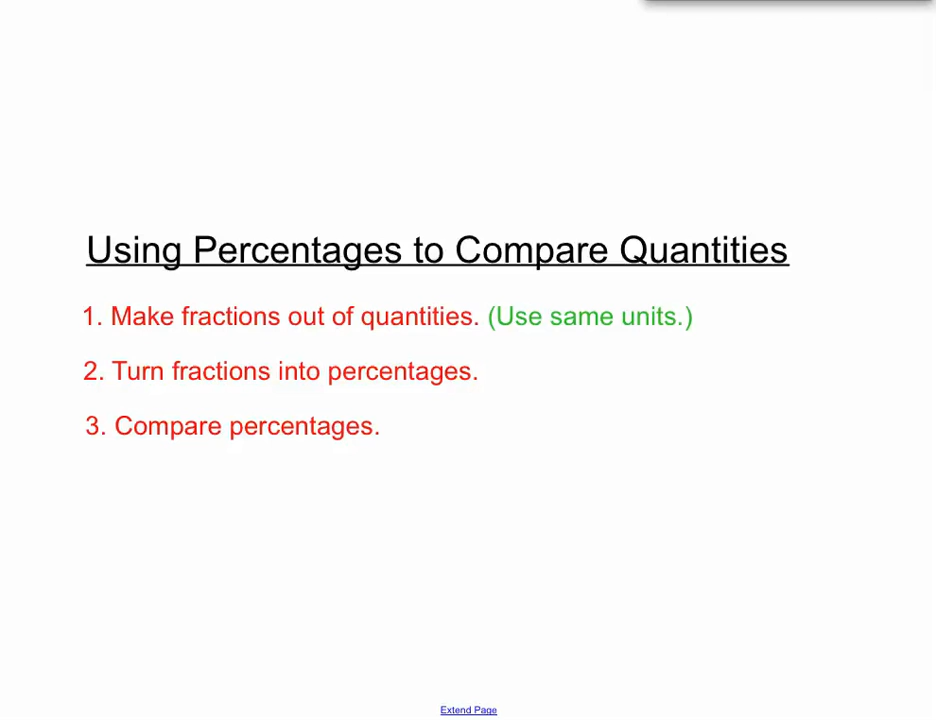 Using Percentages to Compare Quantities
1. Make fractions out of quantities. (Use same units.)
2. Turn fractions into percentages.
3. Compare percentages.
Extend Page